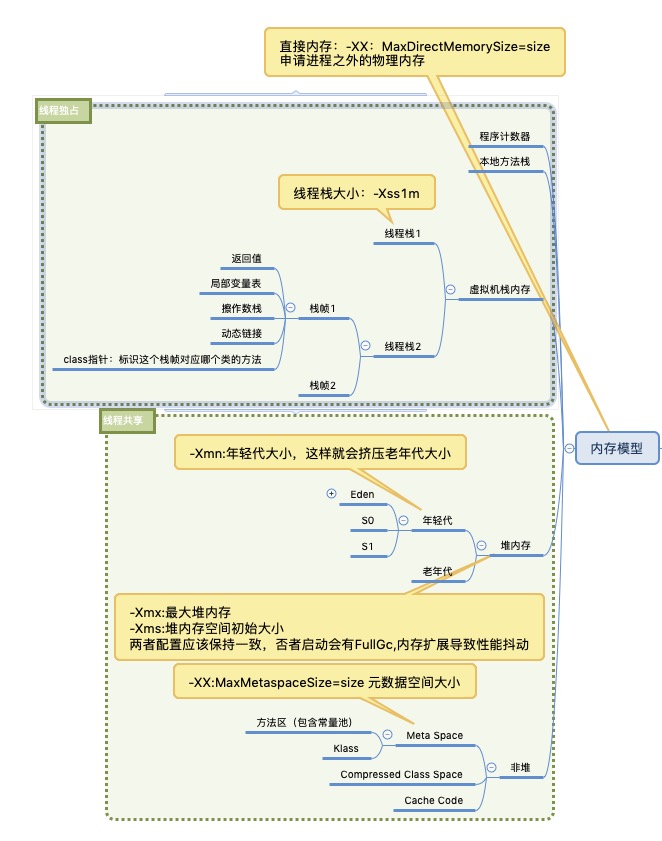 直接内存：-XX：MaxDirectMemorySize=size
申请进程之外的物理内存
线程独占
程序计数器
本地方法栈
线程栈大小：-Xss1m
线程栈1
返回值
局部变量表
虚拟机栈内存
操作数栈
栈帧1
动态链接
线程栈2
class指针：标识这个栈帧对应哪个类的方法
栈帧2
线程共享
内存模型
-Xmn:年轻代大小，这样就会挤压老年代大小
Eden
S0
年轻代
S1
堆内存
老年代
-Xmx:最大堆内存
-Xms:堆内存空间初始大小
两者配置应该保持一致，否者启动会有FullGc,内存扩展导致性能抖动
-XX:MaxMetaspaceSize=size 元数据空间大小
方法区（包含常量池）
Meta Space
Klass
非堆
Compressed Class Space
Cache Code